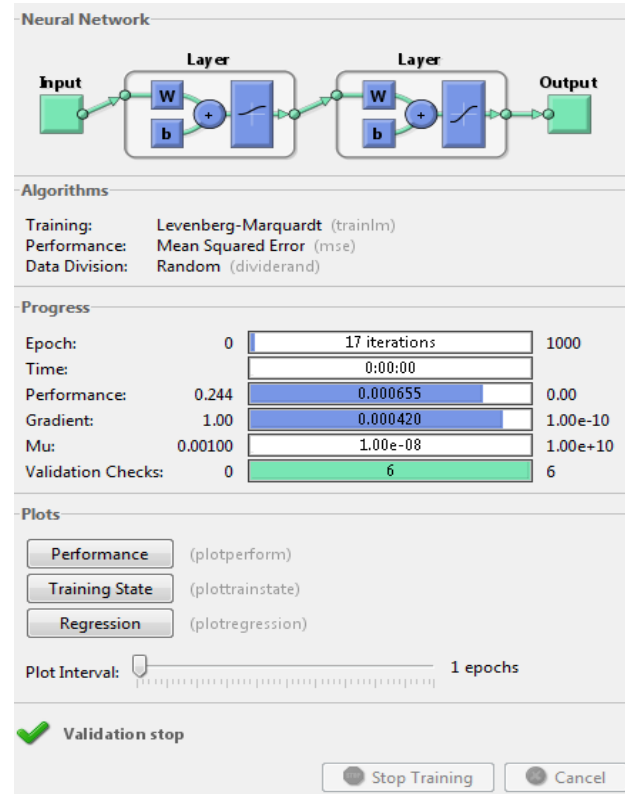 Neural Network
Layer Layer
Input Output
W W
+ +
b b
Algorithms
Training: Levenberg-Marquardt (trainlm)
Performance: Mean Squared Error (mse)
Data Division: Random (dividerand)
Progress
Epoch: 0 17 iterations 1000
Time: 0:00:00
Performance: 0.244 0.000655 0.00
Gradient: 1.00 0.000420 1.00e-10
Mu: 0.00100 1.00e-08 1.00e+10
Validation Checks: 0 6 6
Plots
Performance (plotperform)
Training State (plottrainstate)
Regression (plotregression)
Plot Interval: 1 epochs
Validation stop
Stop Training Cancel